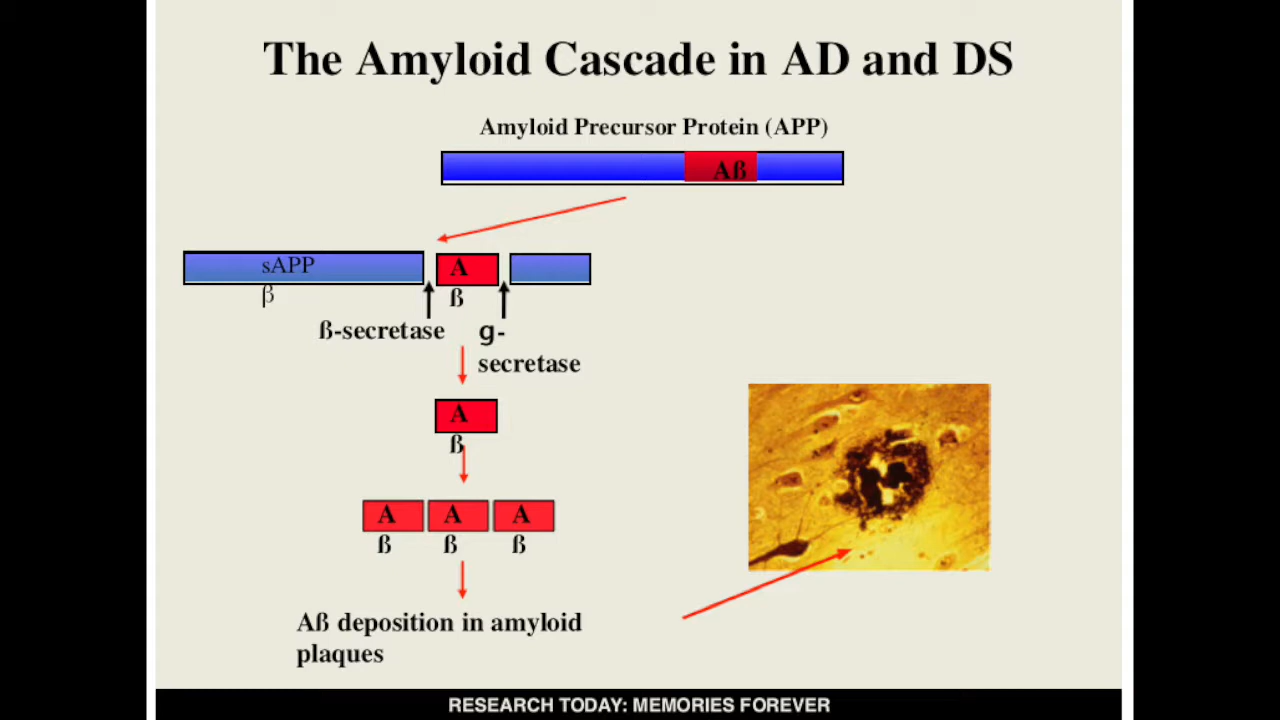 The Amyloid Cascade in AD and DS
Amyloid Precursor Protein (APP)
Aß
sAPP
β
A
ß
ß-secretase
g-
secretase
A
ß
A A A
ß ß ß
Aß deposition in amyloid
plaques
RESEARCH TODAY: MEMORIES FOREVER